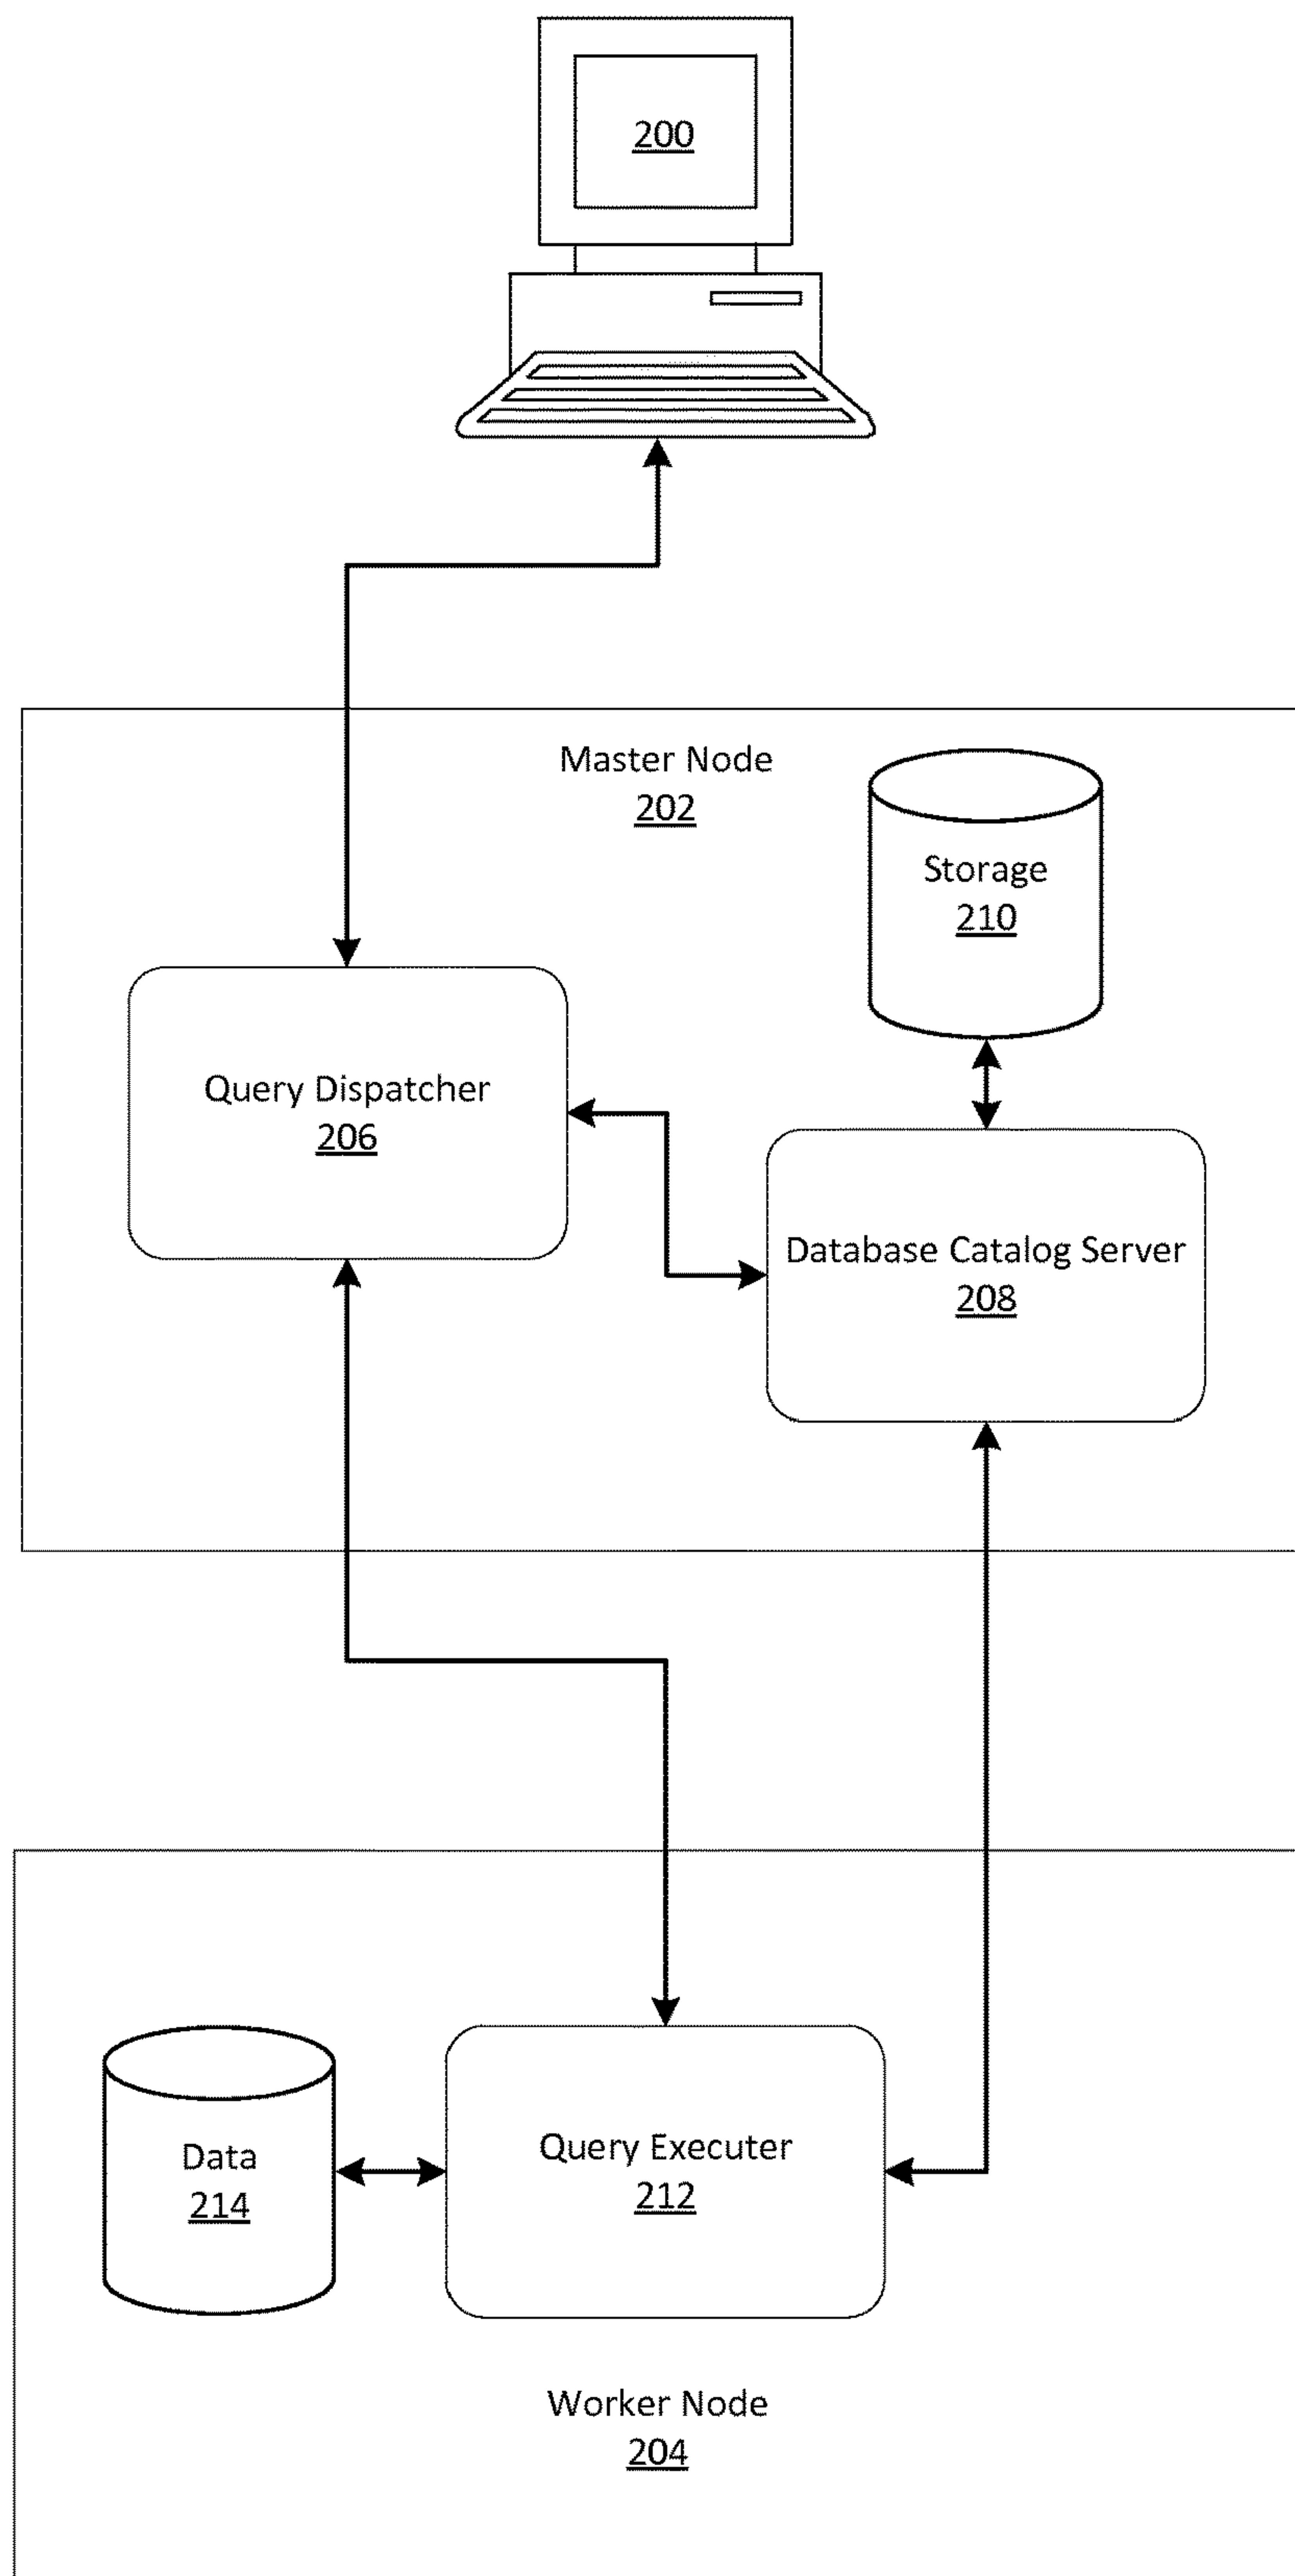 200
Master Node
202
Storage
210
Query Dispatcher
206
Database Catalog Server
208
Data
214
Query Executer
212
Worker Node
204